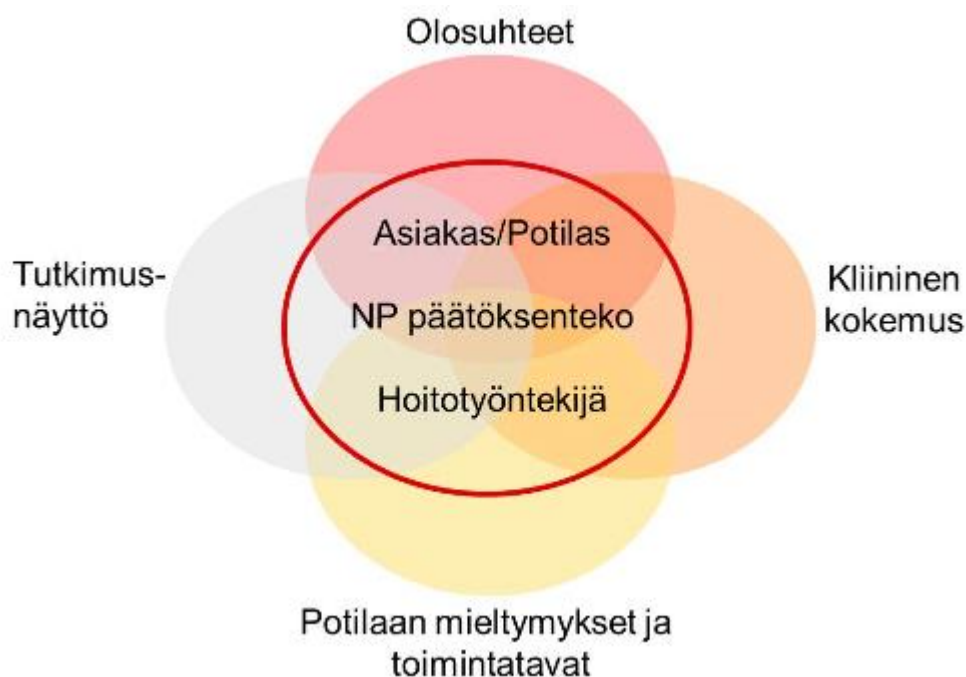 Olosuhteet
Asiakas/Potilas
Tutkimus-
näyttö
NP päätöksenteko
Kliininen
kokemus
Hoitotyöntekijä
Potilaan mieltymykset ja
toimintatavat